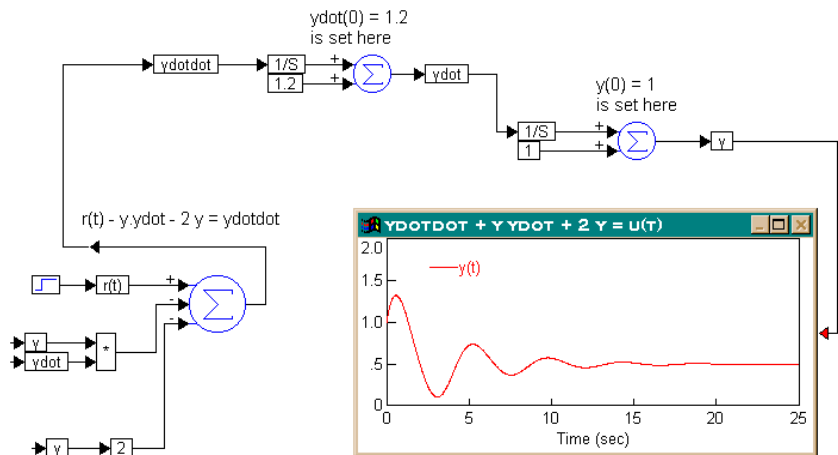 ydot(0) = 1.2
is set here
ydotdot
1/S
+
1.2
+
Σ
ydot
y(0) = 1
is set here
1/S
+
1
+
Σ
y
r(t) - y.ydot - 2 y = ydotdot
r(t)
+
-
-
Σ
y
ydot
*
y
2
YDOTDOT + Y YDOT + 2 Y = U(T)
2.0
1.5
1.0
.5
0
y(t)
0
5
10
15
20
25
Time (sec)